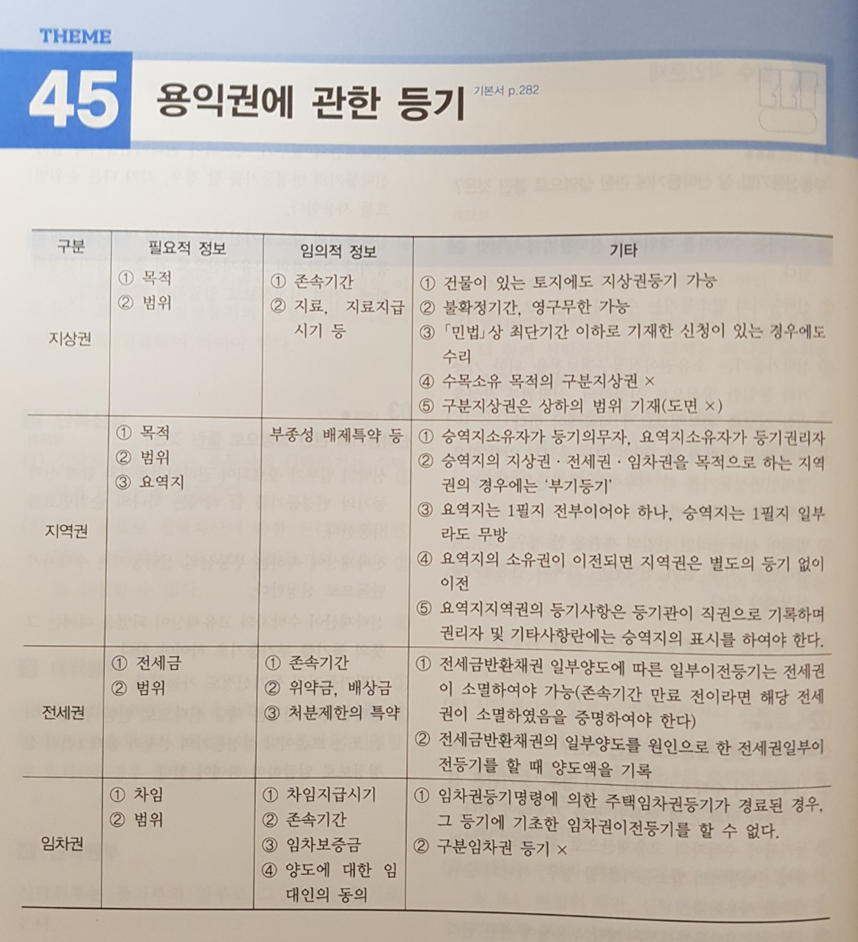 THEME
45 용익권에 관한 등기 기본서 p.282
구분 필요적 정보 임의적 정보 기타
지상권
① 목적
② 범위
① 존속기간
② 지료, 지료지급
시기 등
① 건물이 있는 토지에도 지상권등기 가능
② 불확정기간, 영구무한 가능
③ 「민법」상 최단기간 이하로 기재한 신청이 있는 경우에도
수리
④ 수목소유 목적의 구분지상권 ×
⑤ 구분지상권은 상하의 범위 기재(도면 ×)
지역권
① 목적
② 범위
③ 요역지
부종성 배제특약 등
① 승역지소유자가 등기의무자, 요역지소유자가 등기권리자
② 승역지의 지상권·전세권·임차권을 목적으로 하는 지역
권의 경우에는 ‘부기등기’
③ 요역지는 1필지 전부이어야 하나, 승역지는 1필지 일부
라도 무방
④ 요역지의 소유권이 이전되면 지역권은 별도의 등기 없이
이전
⑤ 요역지지역권의 등기사항은 등기관이 직권으로 기록하며
권리자 및 기타사항란에는 승역지의 표시를 하여야 한다.
전세권
① 전세금
② 범위
① 존속기간
② 위약금, 배상금
③ 처분제한의 특약
① 전세금반환채권 일부양도에 따른 일부이전등기는 전세권
이 소멸하여야 가능(존속기간 만료 전이라면 해당 전세
권이 소멸하였음을 증명하여야 한다)
② 전세금반환채권의 일부양도를 원인으로 한 전세권일부이
전등기를 할 때 양도액을 기록
임차권
① 차임
② 범위
① 차임지급시기
② 존속기간
③ 임차보증금
④ 양도에 대한 임
대인의 동의
① 임차권등기명령에 의한 주택임차권등기가 경료된 경우,
그 등기에 기초한 임차권이전등기를 할 수 없다.
② 구분임차권 등기 ×